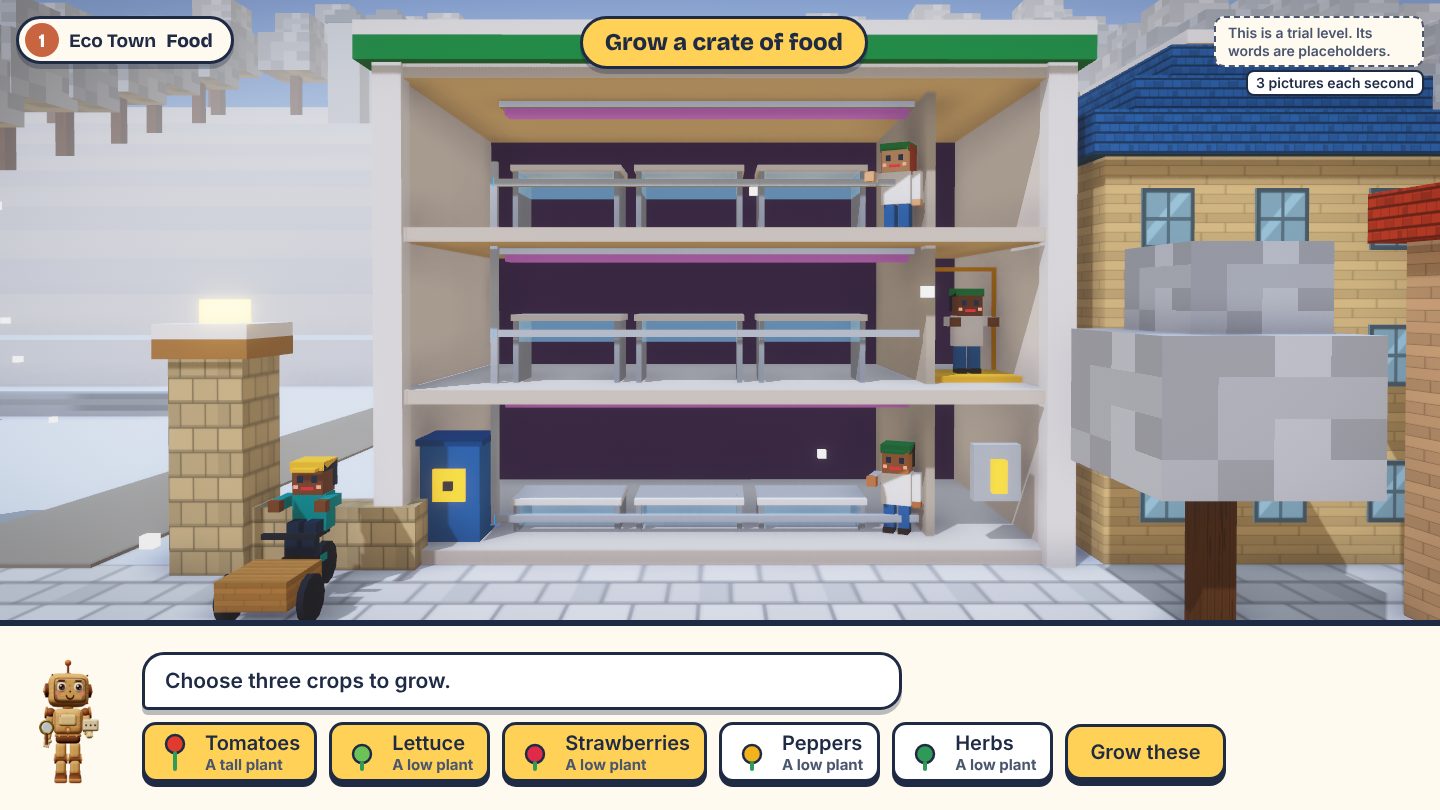 1 Eco Town Food
Grow a crate of food
This is a trial level. Its
words are placeholders.
3 pictures each second
Choose three crops to grow.
Tomatoes
A tall plant
Lettuce
A low plant
Strawberries
A low plant
Peppers
A low plant
Herbs
A low plant
Grow these